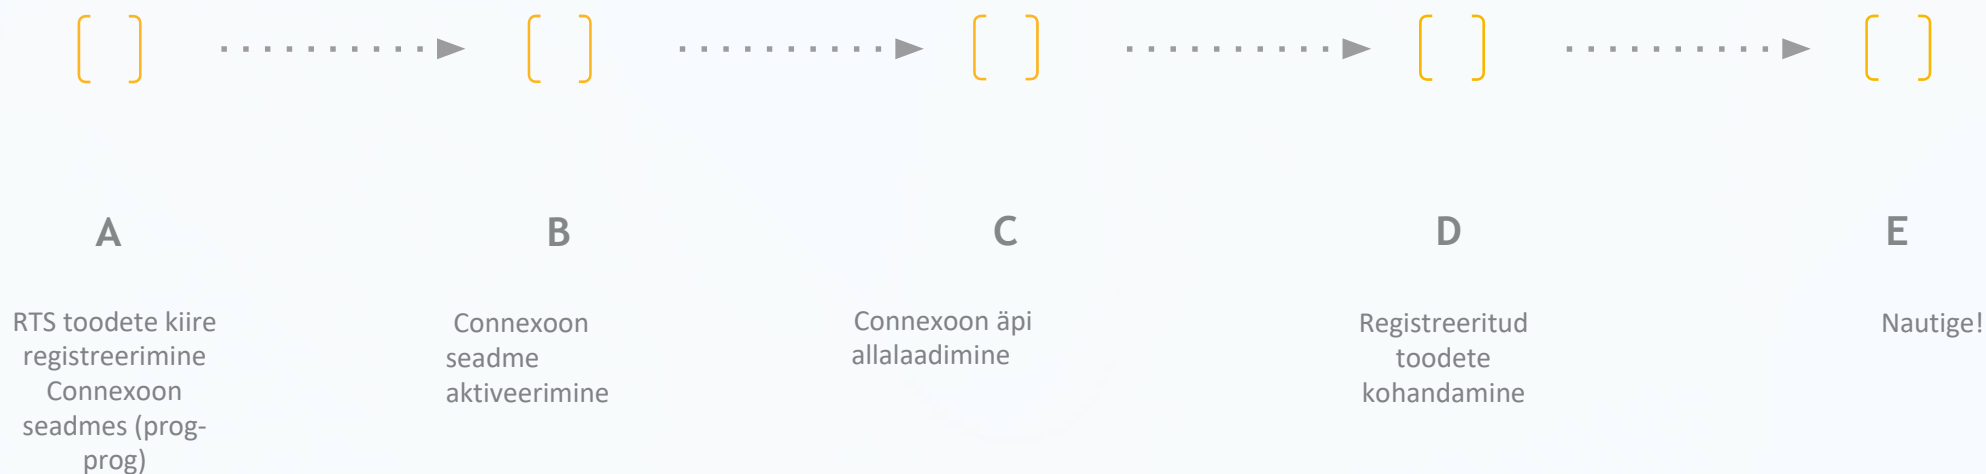 A
RTS toodete kiire
registreerimine
Connexoon
seadmes (prog-
prog)
B
Connexoon
seadme
aktiveerimine
C
Connexoon äpi
allalaadimine
D
Registreeritud
toodete
kohandamine
E
Nautige!